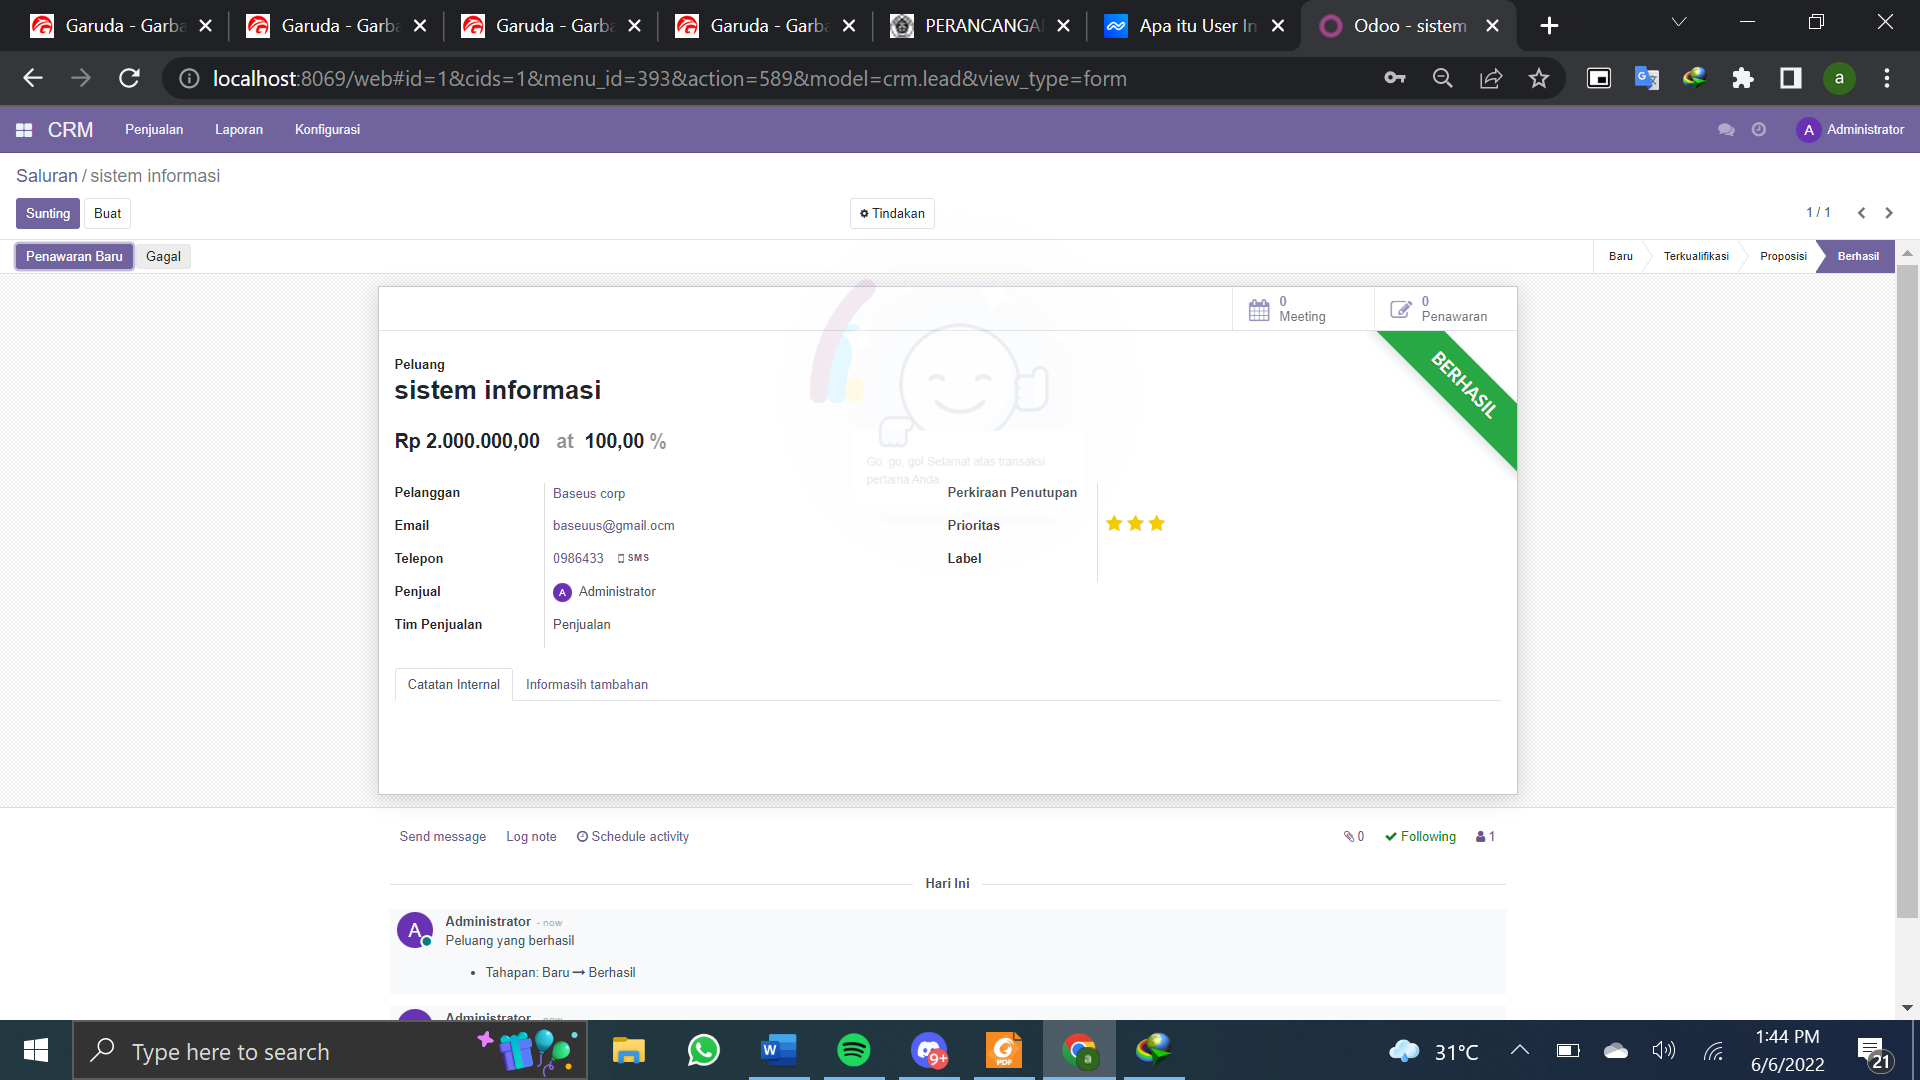 Garuda - Garba
Garuda - Garba
Garuda - Garba
Garuda - Garba
PERANCANGA
Apa itu User In
Odoo - sistem
localhost:8069/web#id=1&cids=1&menu_id=393&action=589&model=crm.lead&view_type=form
a
CRM
Penjualan
Laporan
Konfigurasi
A Administrator
Saluran / sistem informasi
Sunting
Buat
Tindakan
1 / 1
Penawaran Baru
Gagal
Baru
Terkualifikasi
Proposisi
Berhasil
0
Meeting
0
Penawaran
BERHASIL
Peluang
sistem informasi
Rp 2.000.000,00 at 100,00 %
Go, go, go! Selamat atas transaksi
pertama Anda.
Pelanggan
Baseus corp
Email
baseuus@gmail.ocm
Telepon
0986433 SMS
Penjual
A Administrator
Tim Penjualan
Penjualan
Perkiraan Penutupan
Prioritas
Label
Catatan Internal
Informasih tambahan
Send message
Log note
Schedule activity
0
Following
1
Hari Ini
A
Administrator - now
Peluang yang berhasil
• Tahapan: Baru → Berhasil
Administrator - now
Type here to search
W
9+
PDF
a
31°C
1:44 PM
6/6/2022
21